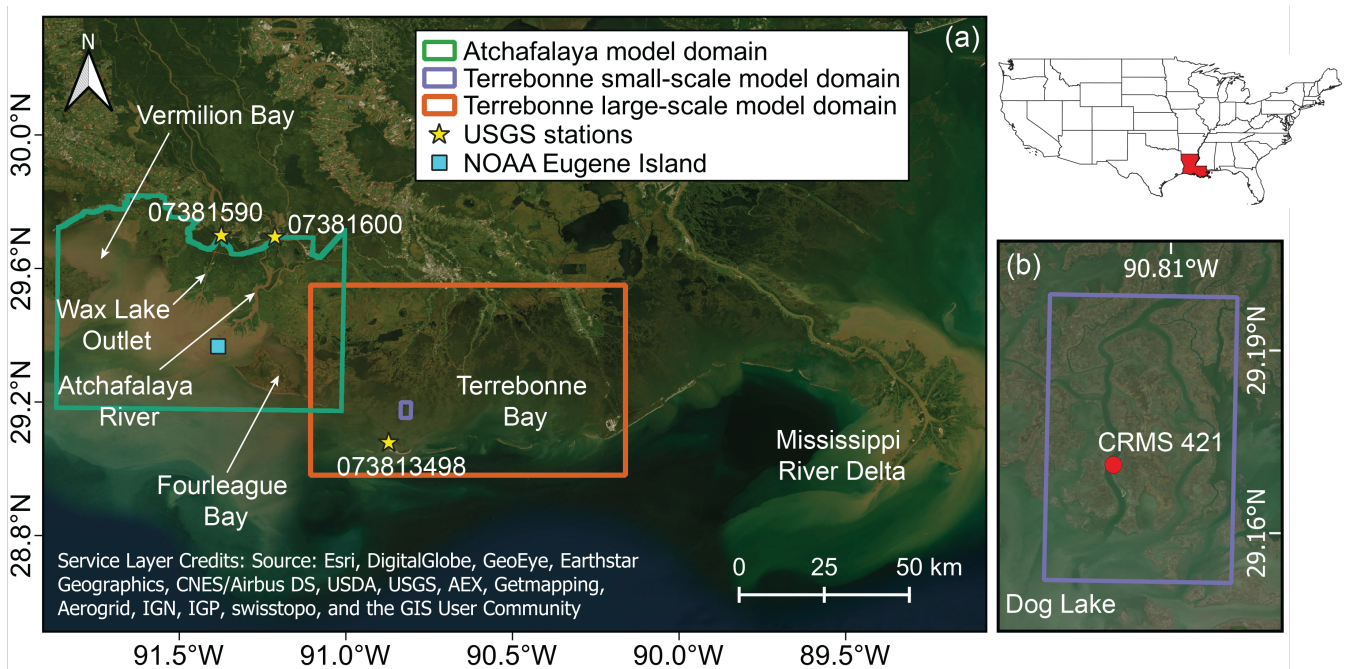 N
(a)
Atchafalaya model domain
Terrebonne small-scale model domain
Terrebonne large-scale model domain
USGS stations
NOAA Eugene Island
Vermilion Bay
07381590
07381600
Wax Lake
Outlet
Atchafalaya
River
Terrebonne
Bay
073813498
Fourleague
Bay
Mississippi
River Delta
Service Layer Credits: Source: Esri, DigitalGlobe, GeoEye, Earthstar
Geographics, CNES/Airbus DS, USDA, USGS, AEX, Getmapping,
Aerogrid, IGN, IGP, swisstopo, and the GIS User Community
0 25 50 km
30.0°N
29.6°N
29.2°N
28.8°N
91.5°W 91.0°W 90.5°W 90.0°W 89.5°W
(b)
90.81°W
29.19°N
CRMS 421
29.16°N
Dog Lake